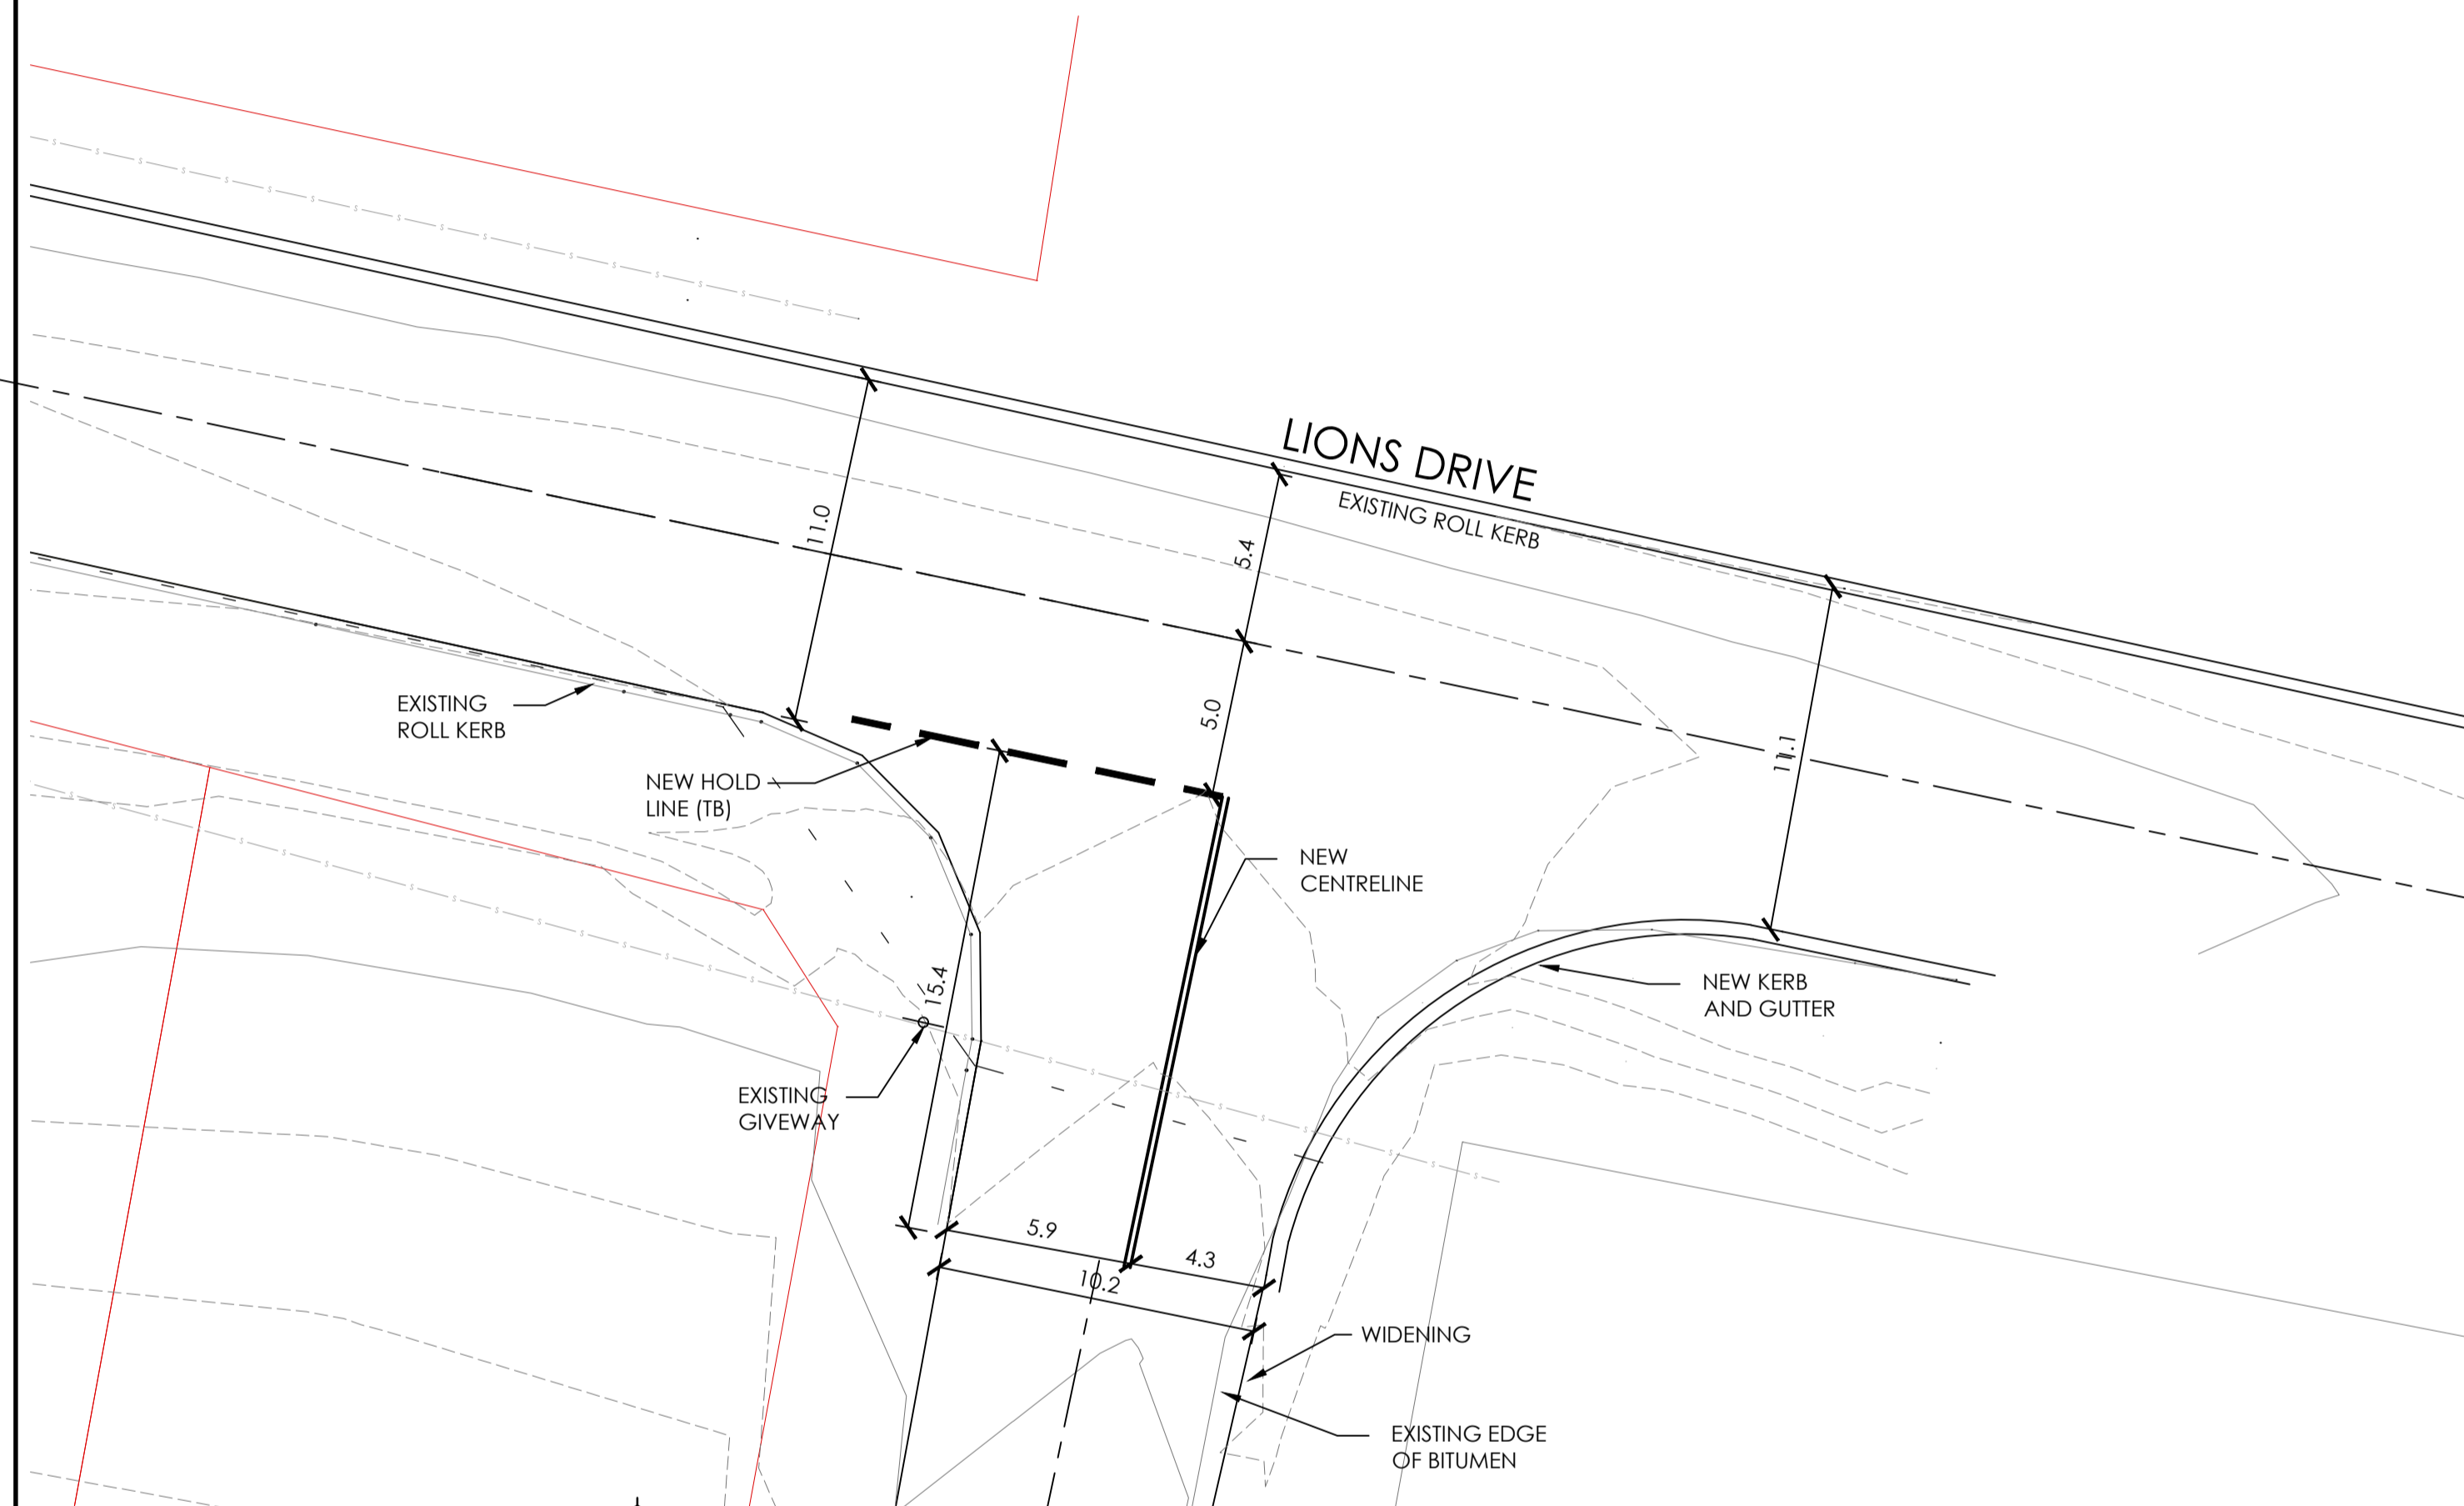 LIONS DRIVE
EXISTING ROLL KERB
11.0
5.4
5.0
11.1
EXISTING
ROLL KERB
NEW HOLD
LINE (TB)
NEW
CENTRELINE
15.4
NEW KERB
AND GUTTER
EXISTING
GIVEWAY
5.9
4.3
10.2
WIDENING
EXISTING EDGE
OF BITUMEN